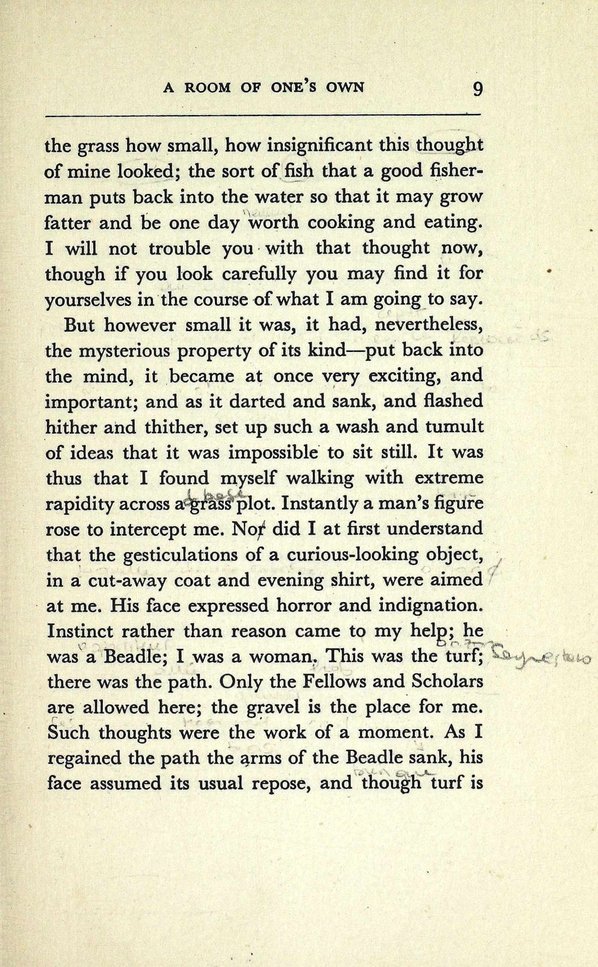 A ROOM OF ONE'S OWN 9
the grass how small, how insignificant this thought
of mine looked; the sort of fish that a good fisher-
man puts back into the water so that it may grow
fatter and be one day worth cooking and eating.
I will not trouble you with that thought now,
though if you look carefully you may find it for
yourselves in the course of what I am going to say.
But however small it was, it had, nevertheless,
the mysterious property of its kind—put back into
the mind, it became at once very exciting, and
important; and as it darted and sank, and flashed
hither and thither, set up such a wash and tumult
of ideas that it was impossible to sit still. It was
thus that I found myself walking with extreme
rapidity across a grass plot. Instantly a man's figure
rose to intercept me. Nor did I at first understand
that the gesticulations of a curious-looking object,
in a cut-away coat and evening shirt, were aimed
at me. His face expressed horror and indignation.
Instinct rather than reason came to my help; he
was a Beadle; I was a woman. This was the turf;
there was the path. Only the Fellows and Scholars
are allowed here; the gravel is the place for me.
Such thoughts were the work of a moment. As I
regained the path the arms of the Beadle sank, his
face assumed its usual repose, and though turf is